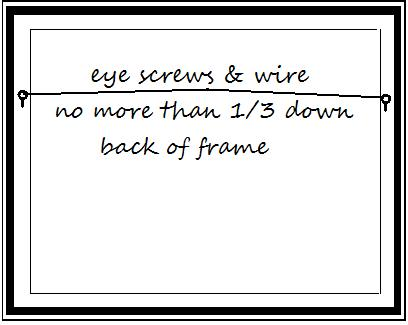 eye screws & wire
no more than 1/3 down
back of frame